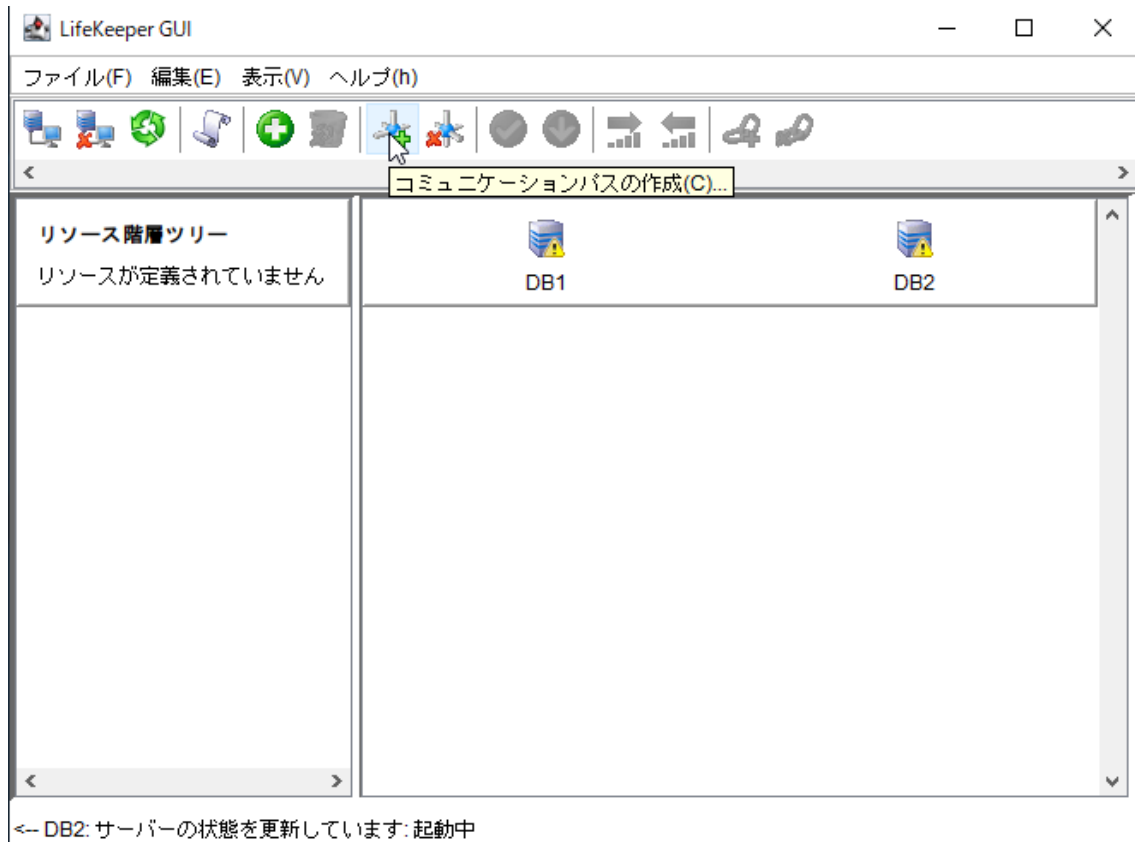 LifeKeeper GUI
ファイル(F) 編集(E) 表示(V) ヘルプ(h)
コミュニケーションパスの作成(C)...
リソース階層ツリー
リソースが定義されていません
DB1
DB2
<-- DB2: サーバーの状態を更新しています: 起動中